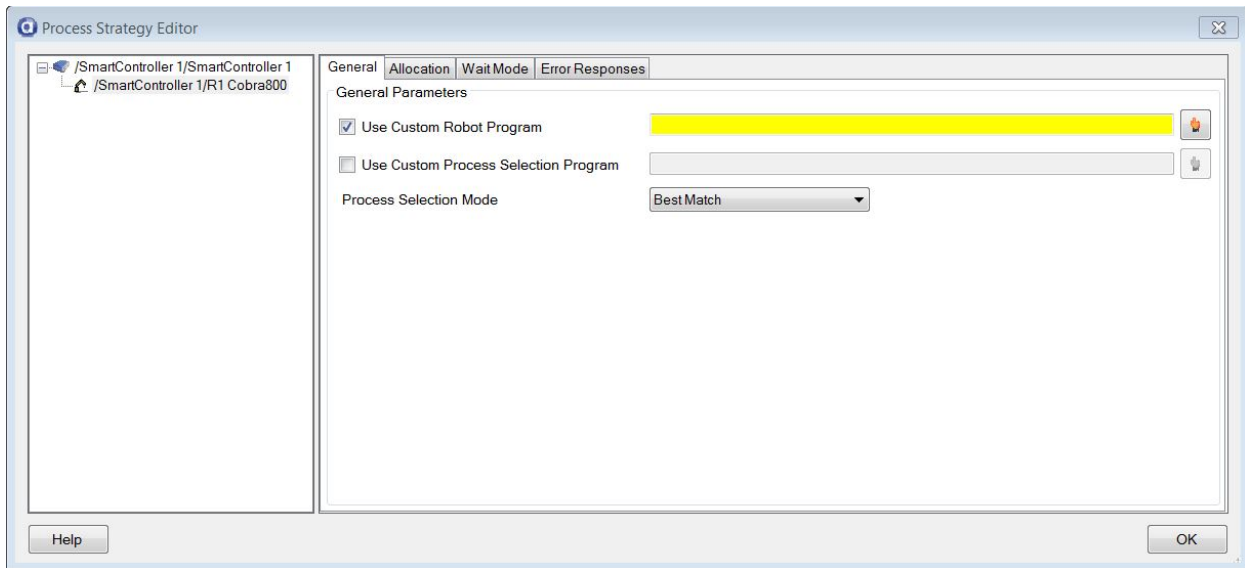 Process Strategy Editor
/SmartController 1/SmartController 1
/SmartController 1/R1 Cobra800
General Allocation Wait Mode Error Responses
General Parameters
Use Custom Robot Program
Use Custom Process Selection Program
Process Selection Mode Best Match
Help OK